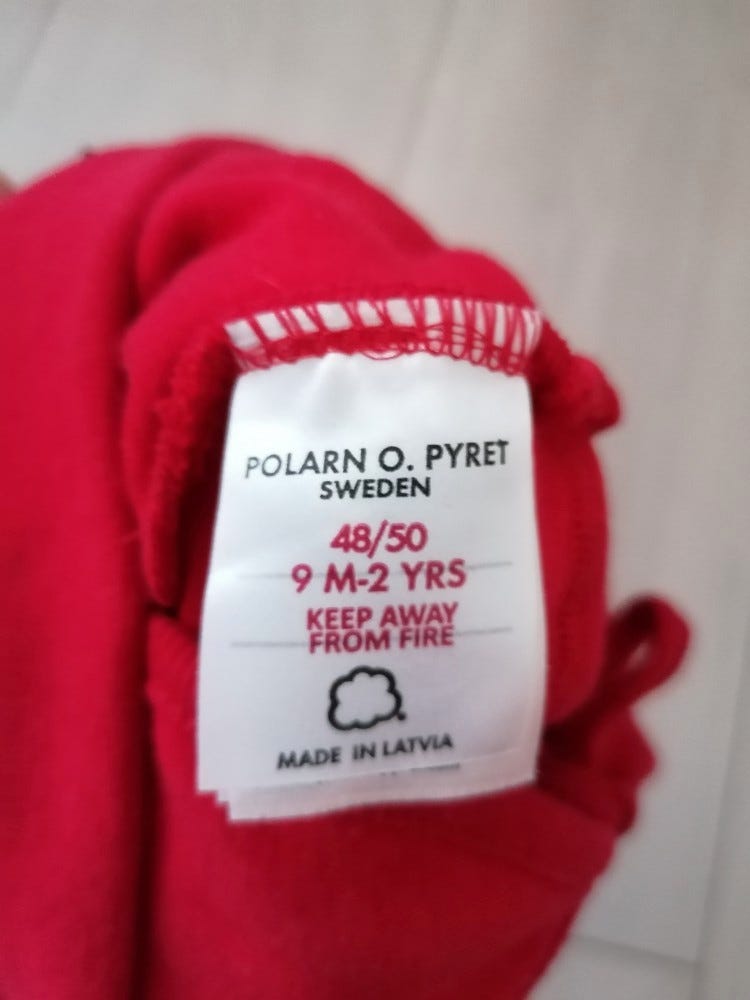 POLARN O. PYRET
SWEDEN
48/50
9 M-2 YRS
KEEP AWAY
FROM FIRE
MADE IN LATVIA